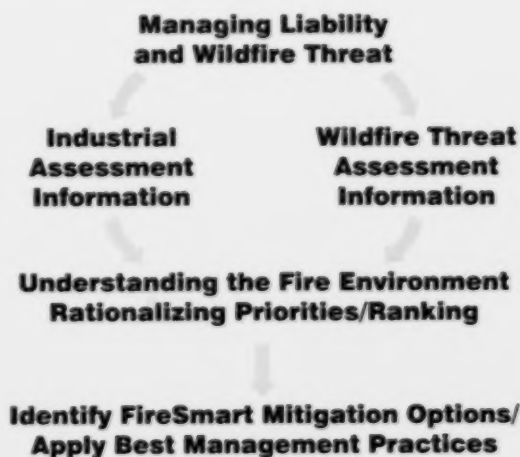 Managing Liability
and Wildfire Threat
Industrial
Assessment
Information
Wildfire Threat
Assessment
Information
Understanding the Fire Environment
Rationalizing Priorities/Ranking
Identify FireSmart Mitigation Options/
Apply Best Management Practices